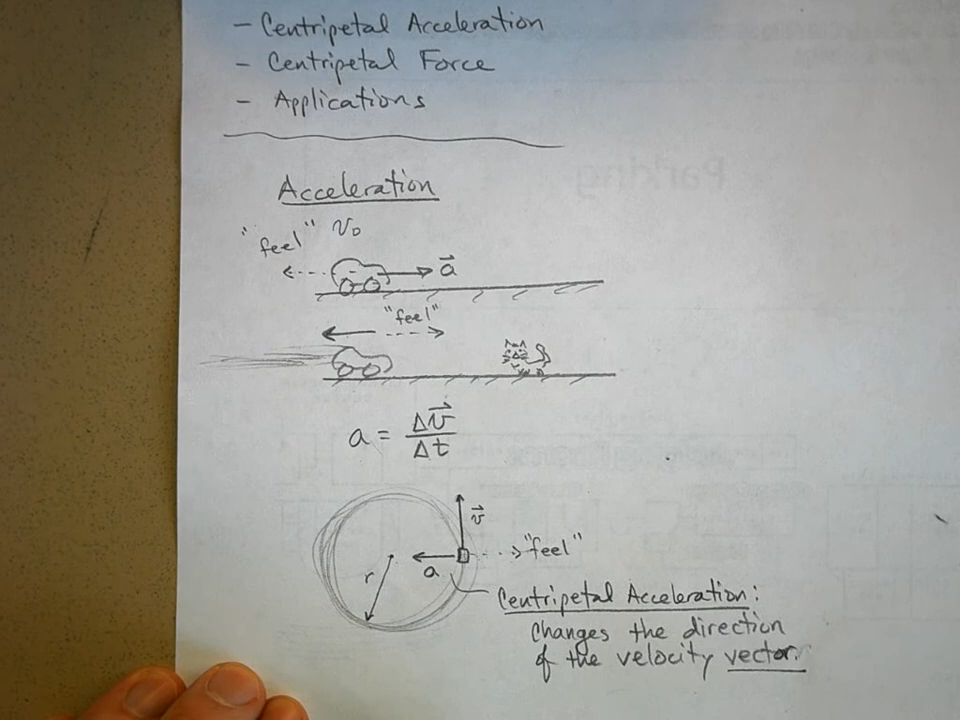 - Centripetal Acceleration
- Centripetal Force
- Applications
Parking
Acceleration
"feel" v₀
a⃗
"feel"
a = Δv⃗/Δt
v⃗
"feel"
a
r
Centripetal Acceleration:
Changes the direction
of the velocity vector.